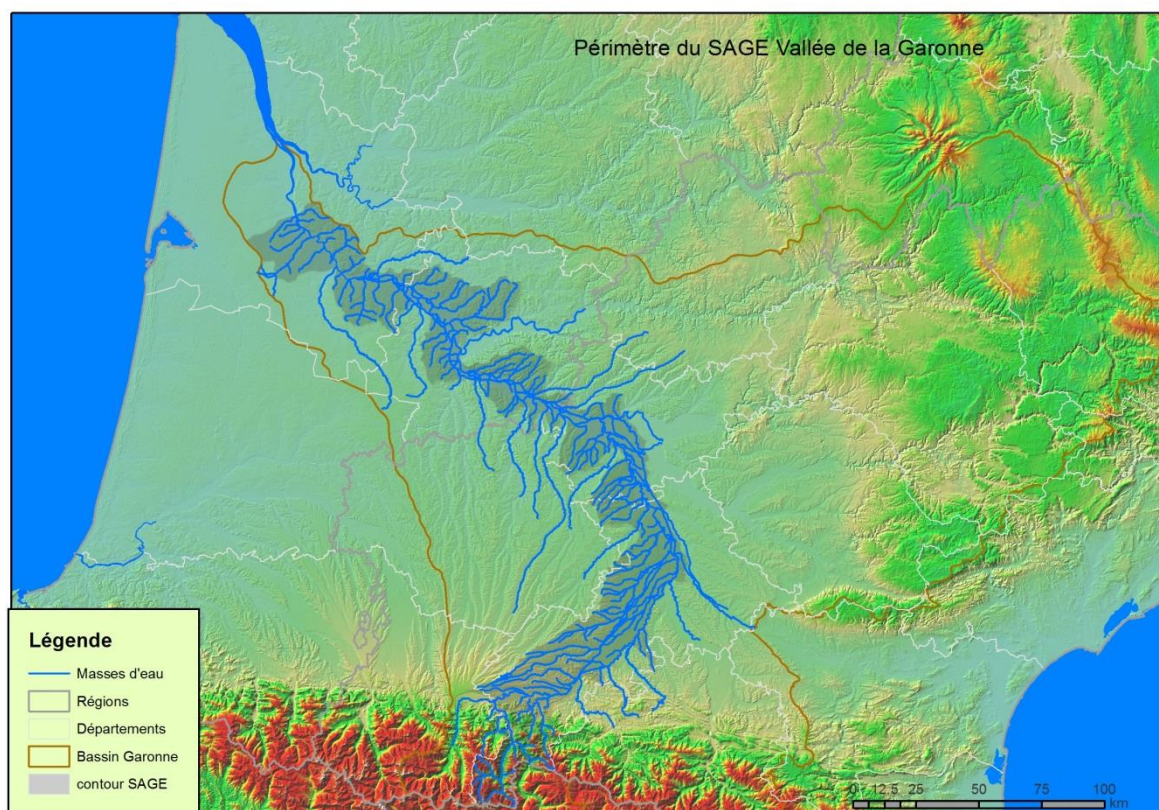 Périmètre du SAGE Vallée de la Garonne
Légende
Masses d'eau
Régions
Départements
Bassin Garonne
contour SAGE
0 12,5 25 50 75 100
km